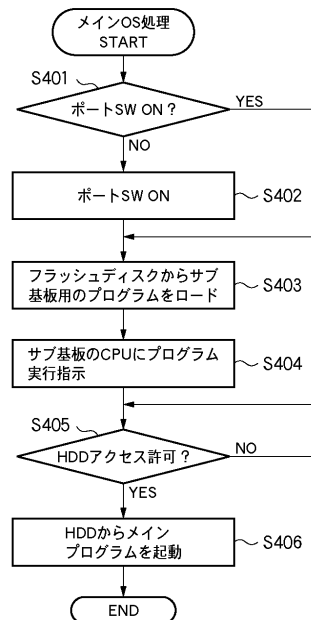 メインOS処理
START
S401
ポートSW ON？
YES
NO
ポートSW ON
S402
フラッシュディスクからサブ
基板用のプログラムをロード
S403
サブ基板のCPUにプログラム
実行指示
S404
S405
HDDアクセス許可？
NO
YES
HDDからメイン
プログラムを起動
S406
END